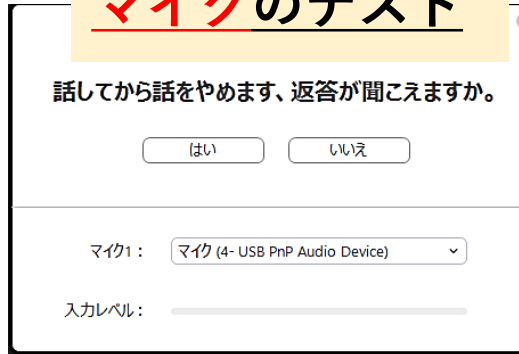 マイクのテスト
話してから話をやめます、返答が聞こえますか。
はい
いいえ
マイク1：
マイク (4- USB PnP Audio Device)
入力レベル：